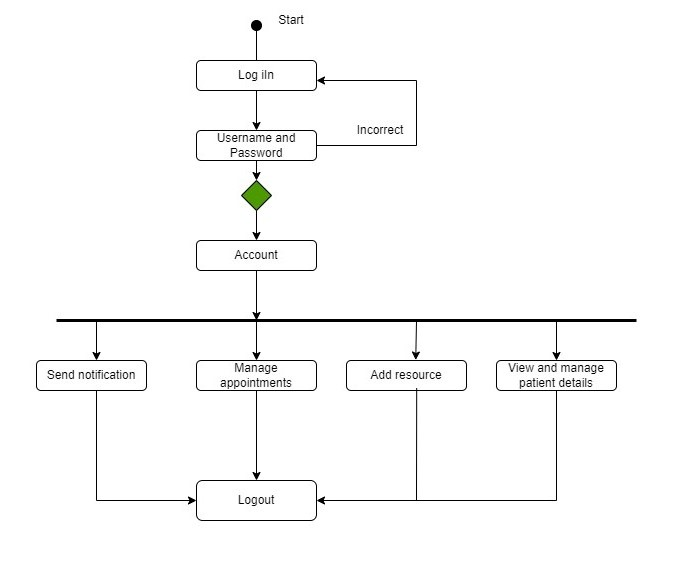 Start
Log iIn
Incorrect
Username and
Password
Account
Send notification
Manage
appointments
Add resource
View and manage
patient details
Logout